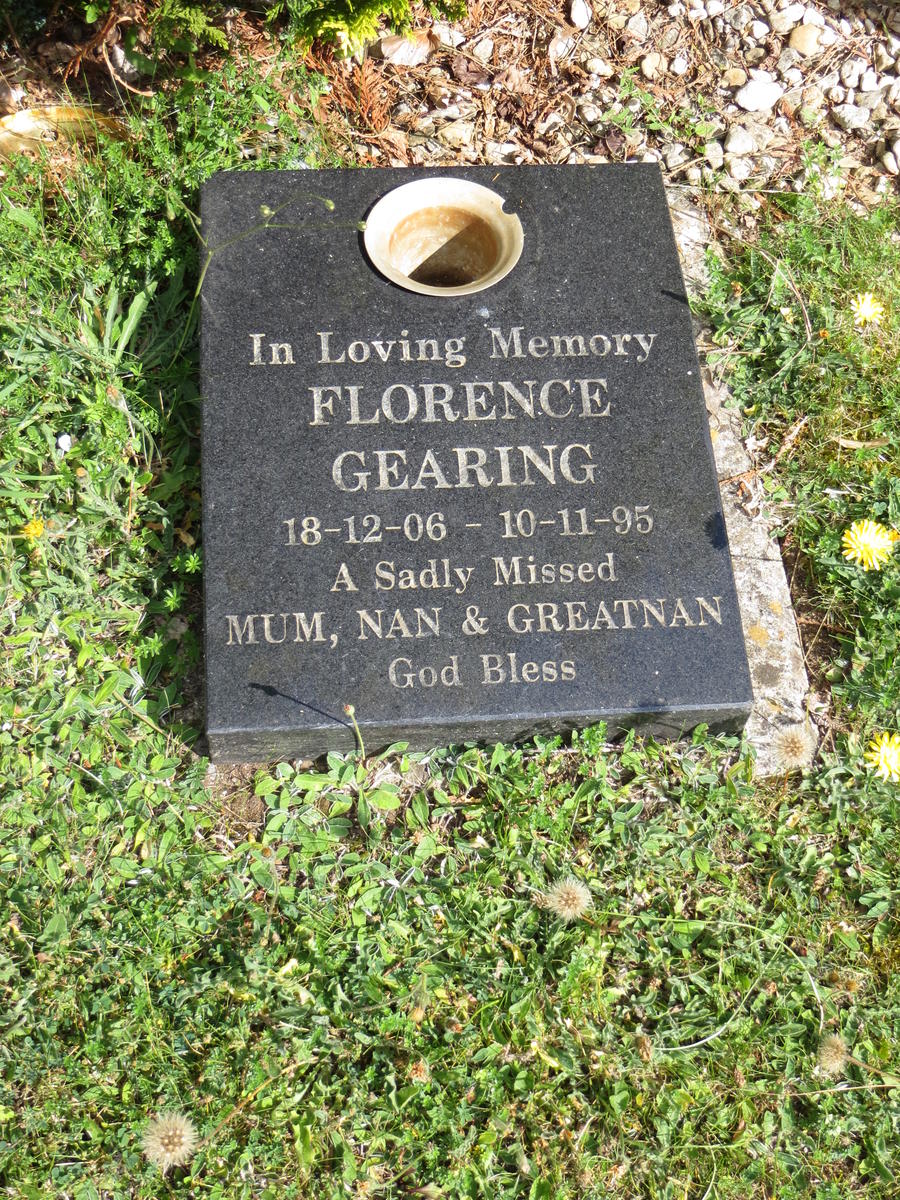 In Loving Memory
FLORENCE
GEARING
18-12-06 - 10-11-95
A Sadly Missed
MUM, NAN & GREATNAN
God Bless